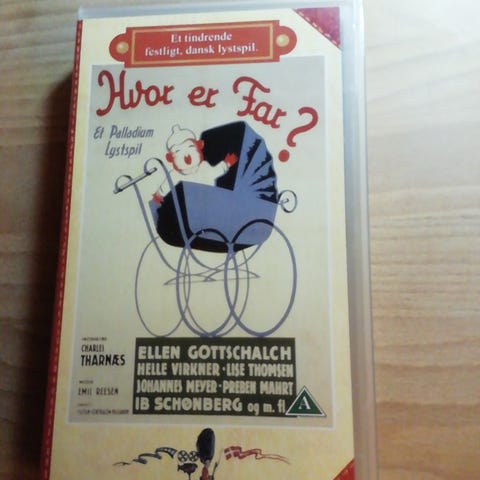 Et tindrende
festligt, dansk lystspil.
Hvor er Far?
Et Palladium
Lystspil
CHARLES
THARNÆS
EMIL REESEN
ELLEN GOTTSCHALCH
HELLE VIRKNER · LISE THOMSEN
JOHANNES MEYER · PREBEN MAHRT
IB SCHØNBERG og m. fl
A